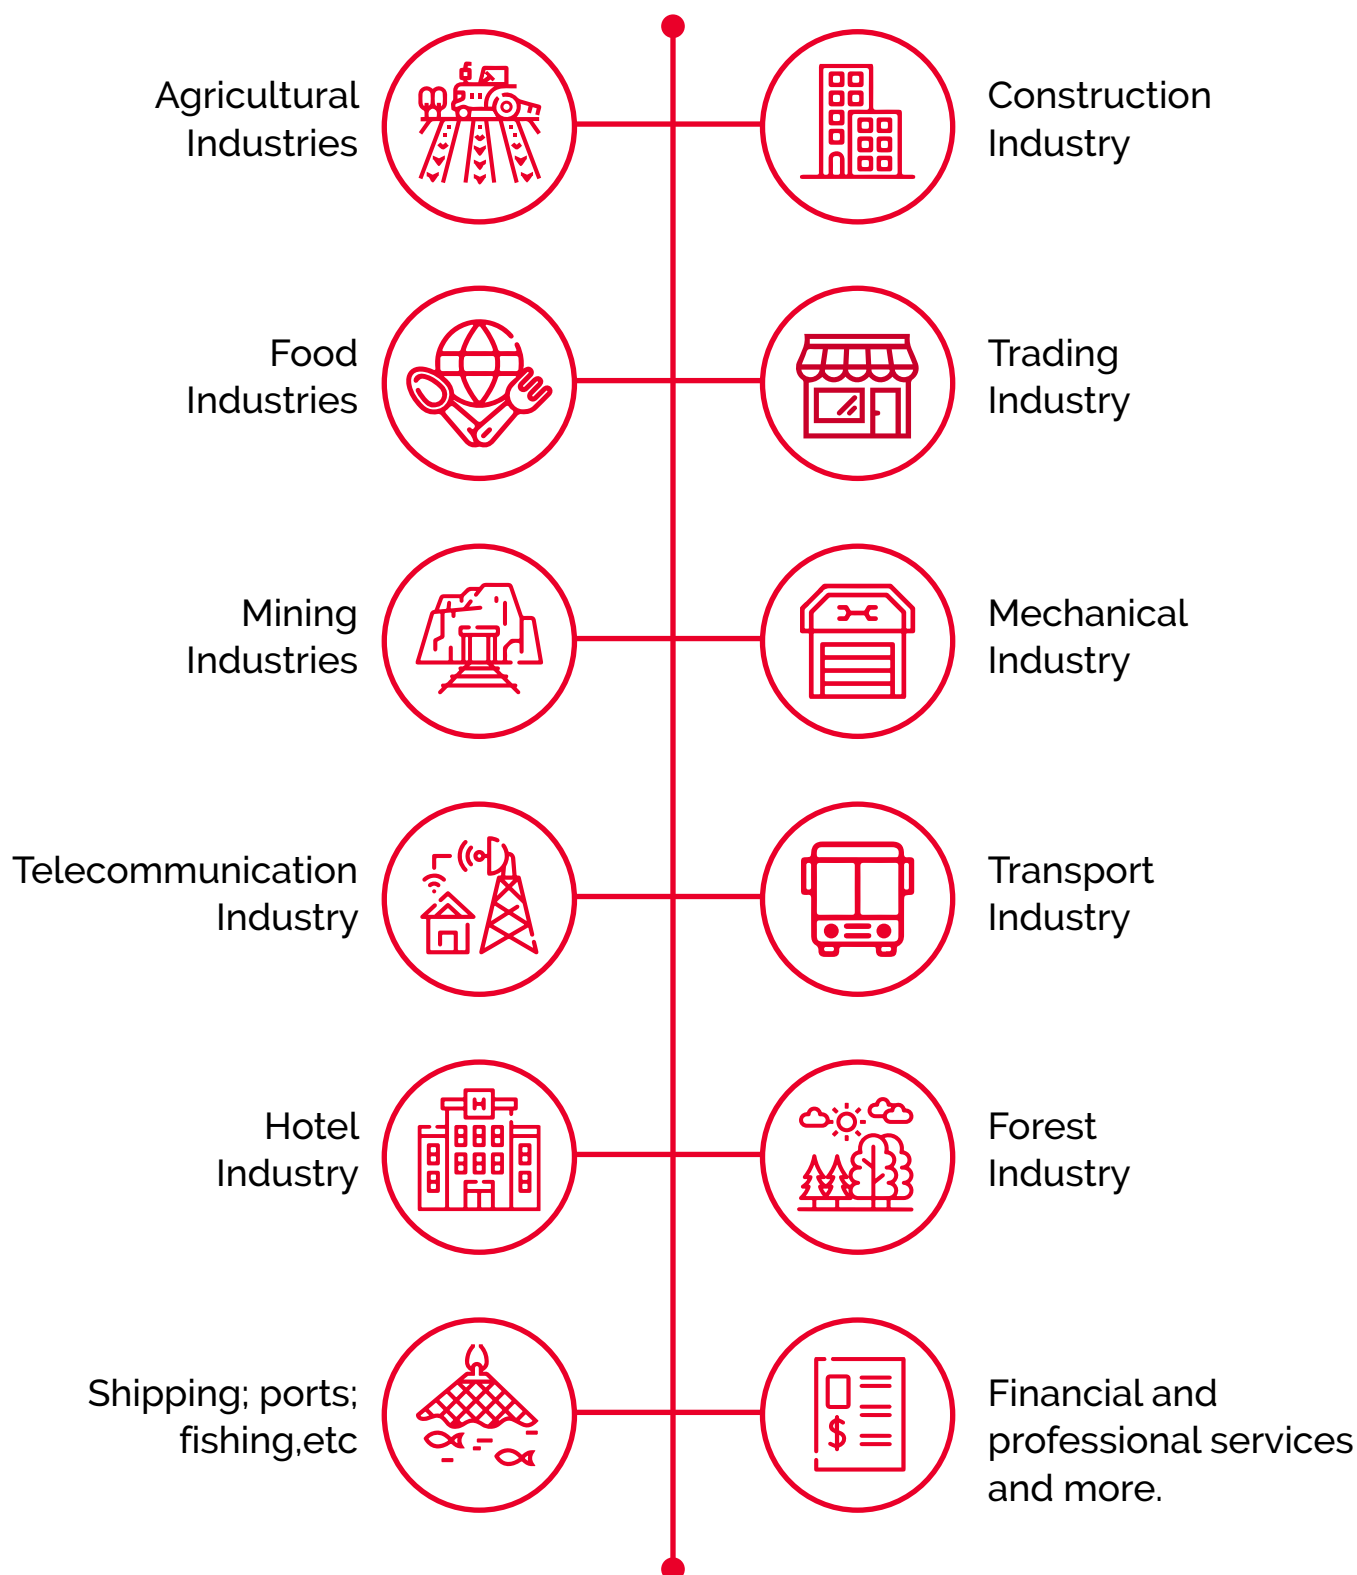 Agricultural
Industries
Construction
Industry
Food
Industries
Trading
Industry
Mining
Industries
Mechanical
Industry
Telecommunication
Industry
Transport
Industry
Hotel
Industry
Forest
Industry
Shipping; ports;
fishing,etc
Financial and
professional services
and more.
H
$